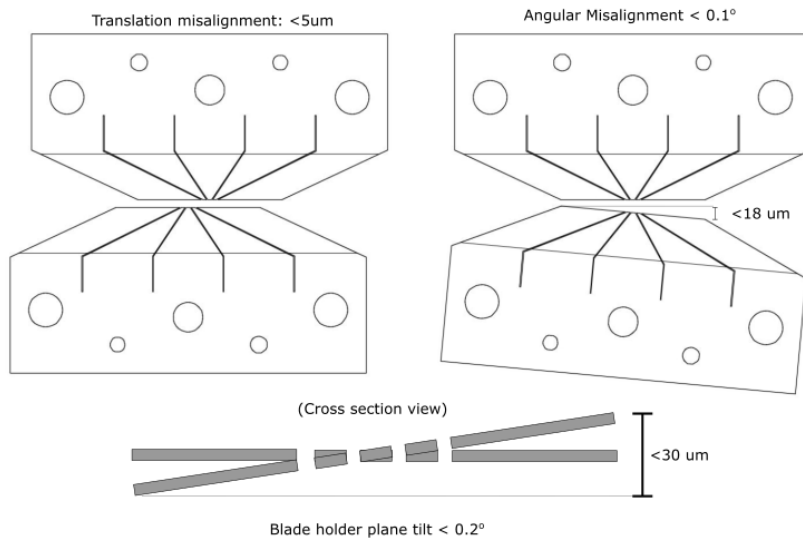 Translation misalignment: <5um
Angular Misalignment < 0.1°
<18 um
(Cross section view)
<30 um
Blade holder plane tilt < 0.2°